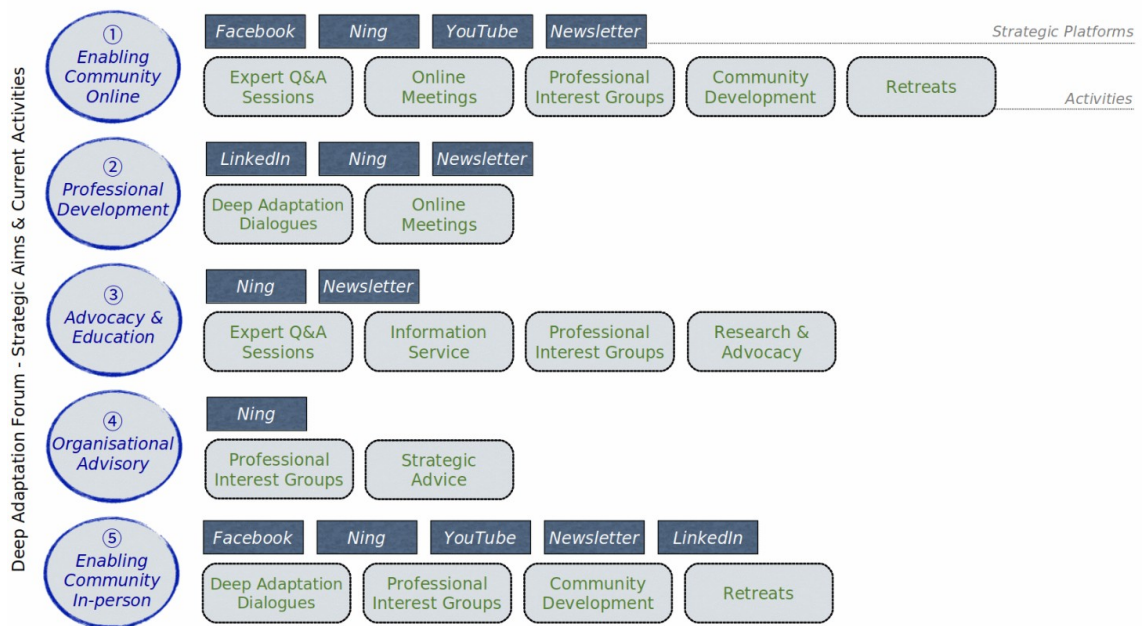 Deep Adaptation Forum - Strategic Aims & Current Activities
①
Enabling
Community
Online
Facebook
Ning
YouTube
Newsletter
Strategic Platforms
Expert Q&A
Sessions
Online
Meetings
Professional
Interest Groups
Community
Development
Retreats
Activities
②
Professional
Development
LinkedIn
Ning
Newsletter
Deep Adaptation
Dialogues
Online
Meetings
③
Advocacy &
Education
Ning
Newsletter
Expert Q&A
Sessions
Information
Service
Professional
Interest Groups
Research &
Advocacy
④
Organisational
Advisory
Ning
Professional
Interest Groups
Strategic
Advice
⑤
Enabling
Community
In-person
Facebook
Ning
YouTube
Newsletter
LinkedIn
Deep Adaptation
Dialogues
Professional
Interest Groups
Community
Development
Retreats